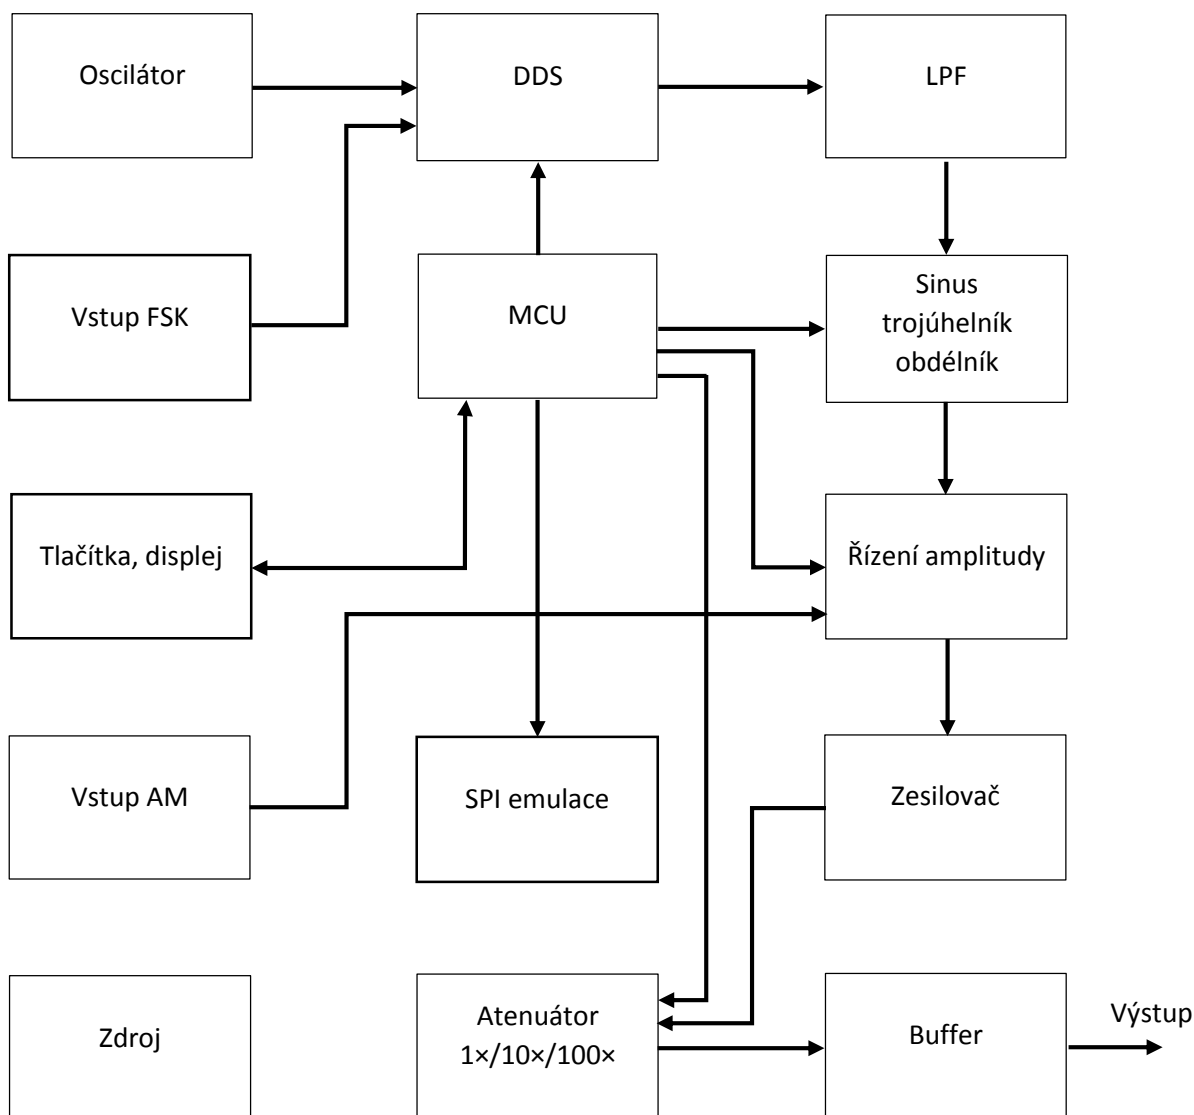 Oscilátor
DDS
LPF
Vstup FSK
MCU
Sinus
trojúhelník
obdélník
Tlačítka, displej
Řízení amplitudy
Vstup AM
SPI emulace
Zesilovač
Zdroj
Atenuátor
1×/10×/100×
Buffer
Výstup